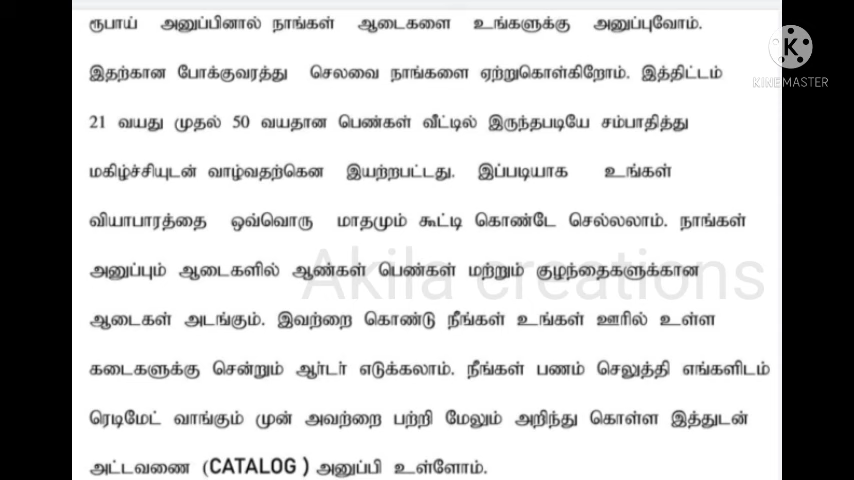 ரூபாய் அனுப்பினால் நாங்கள் ஆடைகளை உங்களுக்கு அனுப்புவோம்.
இதற்கான போக்குவரத்து செலவை நாங்களை ஏற்றுகொள்கிறோம். இத்திட்டம்
21 வயது முதல் 50 வயதான பெண்கள் வீட்டில் இருந்தபடியே சம்பாதித்து
மகிழ்ச்சியுடன் வாழ்வதற்கென இயற்றபட்டது. இப்படியாக உங்கள்
வியாபாரத்தை ஒவ்வொரு மாதமும் கூட்டி கொண்டே செல்லலாம். நாங்கள்
அனுப்பும் ஆடைகளில் ஆண்கள் பெண்கள் மற்றும் குழந்தைகளுக்கான
ஆடைகள் அடங்கும். இவற்றை கொண்டு நீங்கள் உங்கள் ஊரில் உள்ள
கடைகளுக்கு சென்றும் ஆர்டர் எடுக்கலாம். நீங்கள் பணம் செலுத்தி எங்களிடம்
ரெடிமேட் வாங்கும் முன் அவற்றை பற்றி மேலும் அறிந்து கொள்ள இத்துடன்
அட்டவணை (CATALOG ) அனுப்பி உள்ளோம்.
Akila creations
K
KINEMASTER